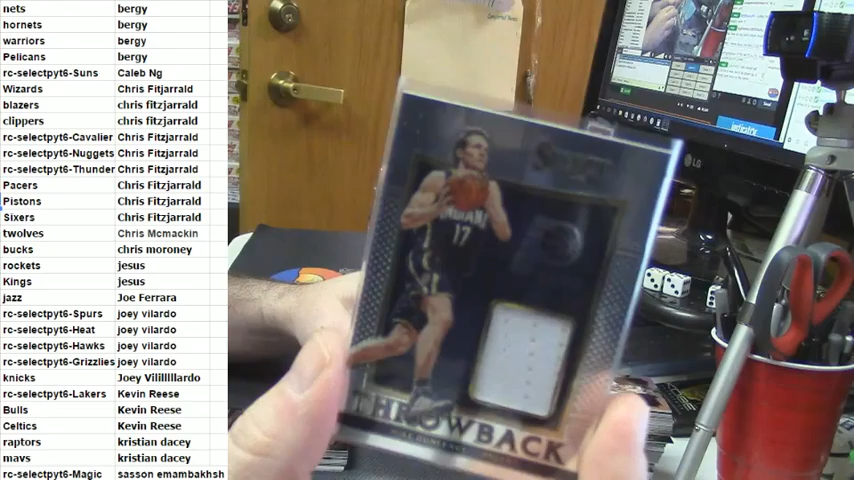 nets bergy
hornets bergy
warriors bergy
Pelicans bergy
rc-selectpyt6-Suns Caleb Ng
Wizards Chris Fitjarrald
blazers chris fitzjarrald
clippers chris fitzjarrald
rc-selectpyt6-Cavalier Chris Fitzjarrald
rc-selectpyt6-Nuggets Chris Fitzjarrald
rc-selectpyt6-Thunder Chris Fitzjarrald
Pacers Chris Fitzjarrald
Pistons Chris Fitzjarrald
Sixers Chris Fitzjarrald
twolves Chris Mcmackin
bucks chris moroney
rockets jesus
Kings jesus
jazz Joe Ferrara
rc-selectpyt6-Spurs joey vilardo
rc-selectpyt6-Heat joey vilardo
rc-selectpyt6-Hawks joey vilardo
rc-selectpyt6-Grizzlies joey vilardo
knicks Joey Vilillllardo
rc-selectpyt6-Lakers Kevin Reese
Bulls Kevin Reese
Celtics Kevin Reese
raptors kristian dacey
mavs kristian dacey
rc-selectpyt6-Magic sasson emambakhsh
INDIANA
17
THROWBACK
MIKE DUNLEAVY
LG